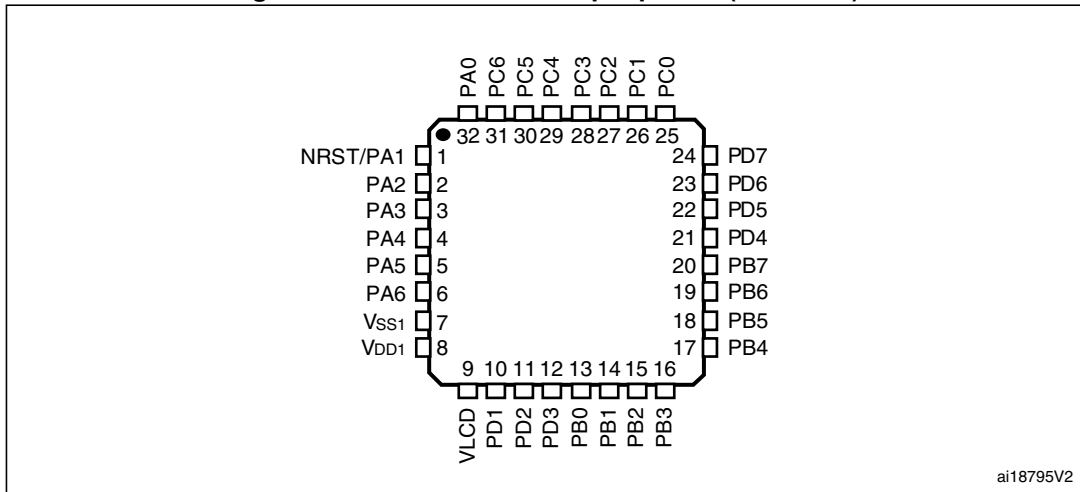 PA0 PC6 PC5 PC4 PC3 PC2 PC1 PC0
32 31 30 29 28 27 26 25
NRST/PA1 1 24 PD7
PA2 2 23 PD6
PA3 3 22 PD5
PA4 4 21 PD4
PA5 5 20 PB7
PA6 6 19 PB6
VSS1 7 18 PB5
VDD1 8 17 PB4
9 10 11 12 13 14 15 16
VLCD PD1 PD2 PD3 PB0 PB1 PB2 PB3
ai18795V2